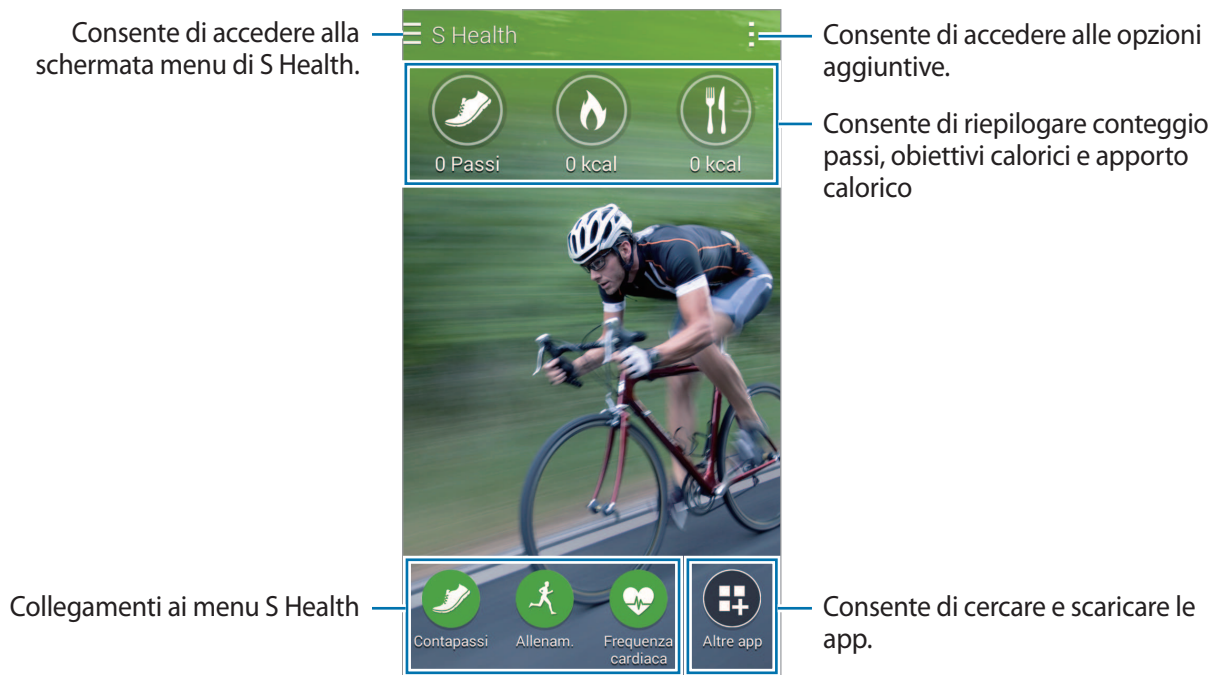 Consente di accedere alla
schermata menu di S Health.
S Health
Consente di accedere alle opzioni
aggiuntive.
0 Passi
0 kcal
0 kcal
Consente di riepilogare conteggio
passi, obiettivi calorici e apporto
calorico
Collegamenti ai menu S Health
Contapassi
Allenam.
Frequenza
cardiaca
Altre app
Consente di cercare e scaricare le
app.